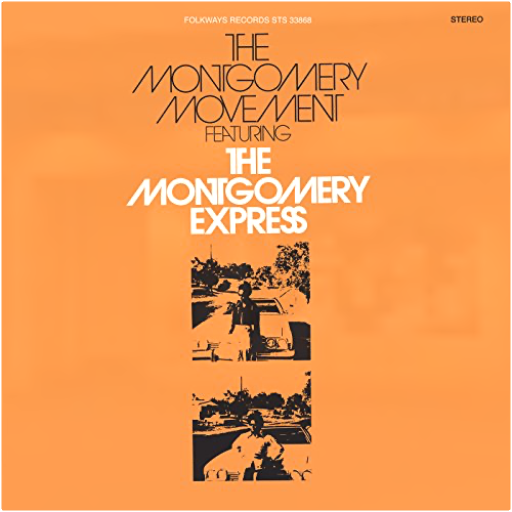 FOLKWAYS RECORDS STS 33868
STEREO
THE
MONTGOMERY
MOVEMENT
FEATURING
THE
MONTGOMERY
EXPRESS